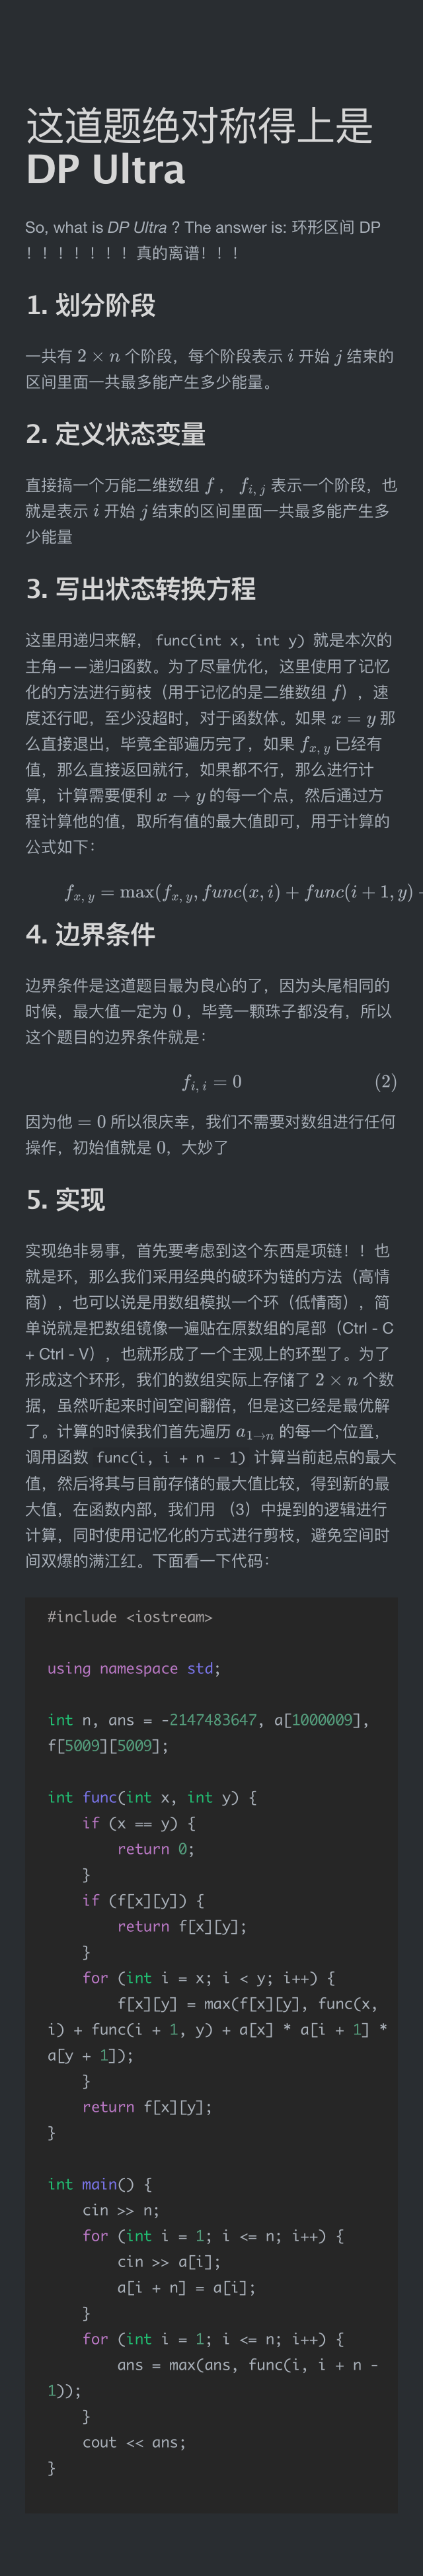 这道题绝对称得上是
DP Ultra
So, what is DP Ultra ? The answer is: 环形区间 DP
！！！！！！！真的离谱！！！
1. 划分阶段
一共有 2 × n 个阶段，每个阶段表示 i 开始 j 结束的
区间里面一共最多能产生多少能量。
2. 定义状态变量
直接搞一个万能二维数组 f ， f_{i, j} 表示一个阶段，也
就是表示 i 开始 j 结束的区间里面一共最多能产生多
少能量
3. 写出状态转换方程
这里用递归来解， func(int x, int y) 就是本次的
主角——递归函数。为了尽量优化，这里使用了记忆
化的方法进行剪枝（用于记忆的是二维数组 f），速
度还行吧，至少没超时，对于函数体。如果 x = y 那
么直接退出，毕竟全部遍历完了，如果 f_{x, y} 已经有
值，那么直接返回就行，如果都不行，那么进行计
算，计算需要便利 x → y 的每一个点，然后通过方
程计算他的值，取所有值的最大值即可，用于计算的
公式如下：
f_{x, y} = max(f_{x, y}, func(x, i) + func(i + 1, y) +
4. 边界条件
边界条件是这道题目最为良心的了，因为头尾相同的
时候，最大值一定为 0 ，毕竟一颗珠子都没有，所以
这个题目的边界条件就是：
f_{i, i} = 0 (2)
因为他 = 0 所以很庆幸，我们不需要对数组进行任何
操作，初始值就是 0，大妙了
5. 实现
实现绝非易事，首先要考虑到这个东西是项链！！也
就是环，那么我们采用经典的破环为链的方法（高情
商），也可以说是用数组模拟一个环（低情商），简
单说就是把数组镜像一遍贴在原数组的尾部（Ctrl - C
+ Ctrl - V），也就形成了一个主观上的环型了。为了
形成这个环形，我们的数组实际上存储了 2 × n 个数
据，虽然听起来时间空间翻倍，但是这已经是最优解
了。计算的时候我们首先遍历 a_{1→n} 的每一个位置，
调用函数 func(i, i + n - 1) 计算当前起点的最大
值，然后将其与目前存储的最大值比较，得到新的最
大值，在函数内部，我们用 （3）中提到的逻辑进行
计算，同时使用记忆化的方式进行剪枝，避免空间时
间双爆的满江红。下面看一下代码：
#include <iostream>
using namespace std;
int n, ans = -2147483647, a[1000009],
f[5009][5009];
int func(int x, int y) {
if (x == y) {
return 0;
}
if (f[x][y]) {
return f[x][y];
}
for (int i = x; i < y; i++) {
f[x][y] = max(f[x][y], func(x,
i) + func(i + 1, y) + a[x] * a[i + 1] *
a[y + 1]);
}
return f[x][y];
}
int main() {
cin >> n;
for (int i = 1; i <= n; i++) {
cin >> a[i];
a[i + n] = a[i];
}
for (int i = 1; i <= n; i++) {
ans = max(ans, func(i, i + n -
1));
}
cout << ans;
}